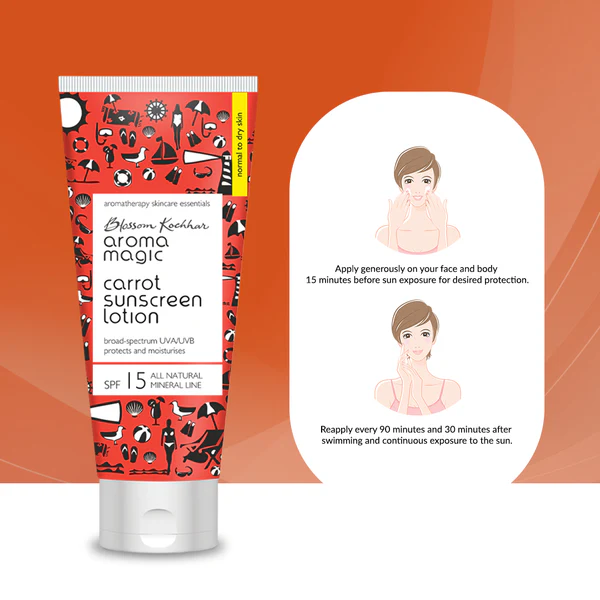 normal to dry skin
aromatherapy skincare essentials
Blossom Kochhar
aroma
magic
carrot
sunscreen
lotion
broad-spectrum UVA/UVB
protects and moisturises
SPF 15 ALL NATURAL
MINERAL LINE
Apply generously on your face and body
15 minutes before sun exposure for desired protection.
Reapply every 90 minutes and 30 minutes after
swimming and continuous exposure to the sun.